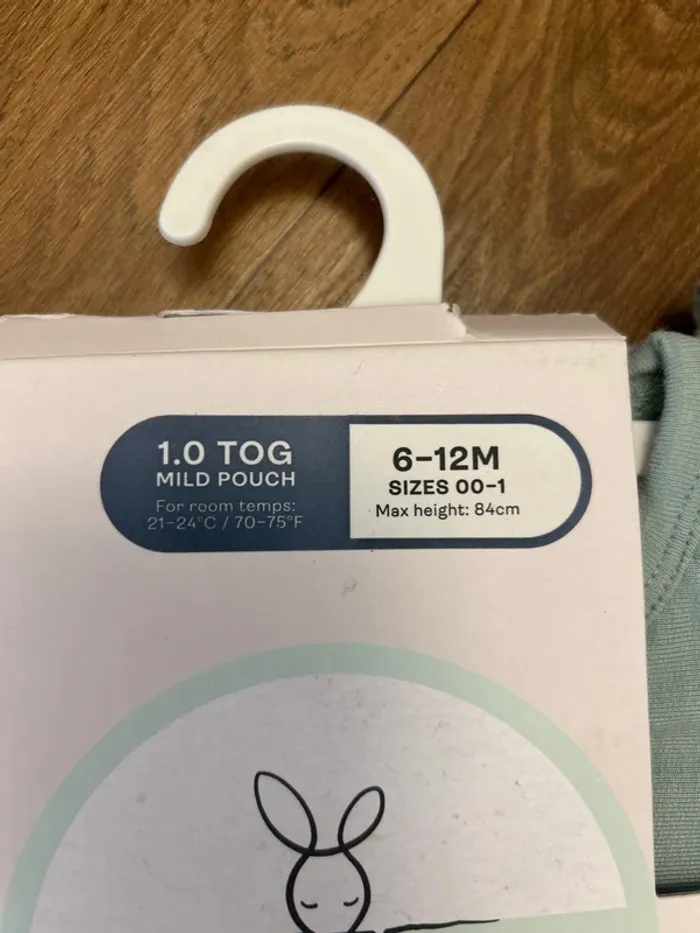 1.0 TOG
MILD POUCH
For room temps:
21-24°C / 70-75°F
6-12M
SIZES 00-1
Max height: 84cm